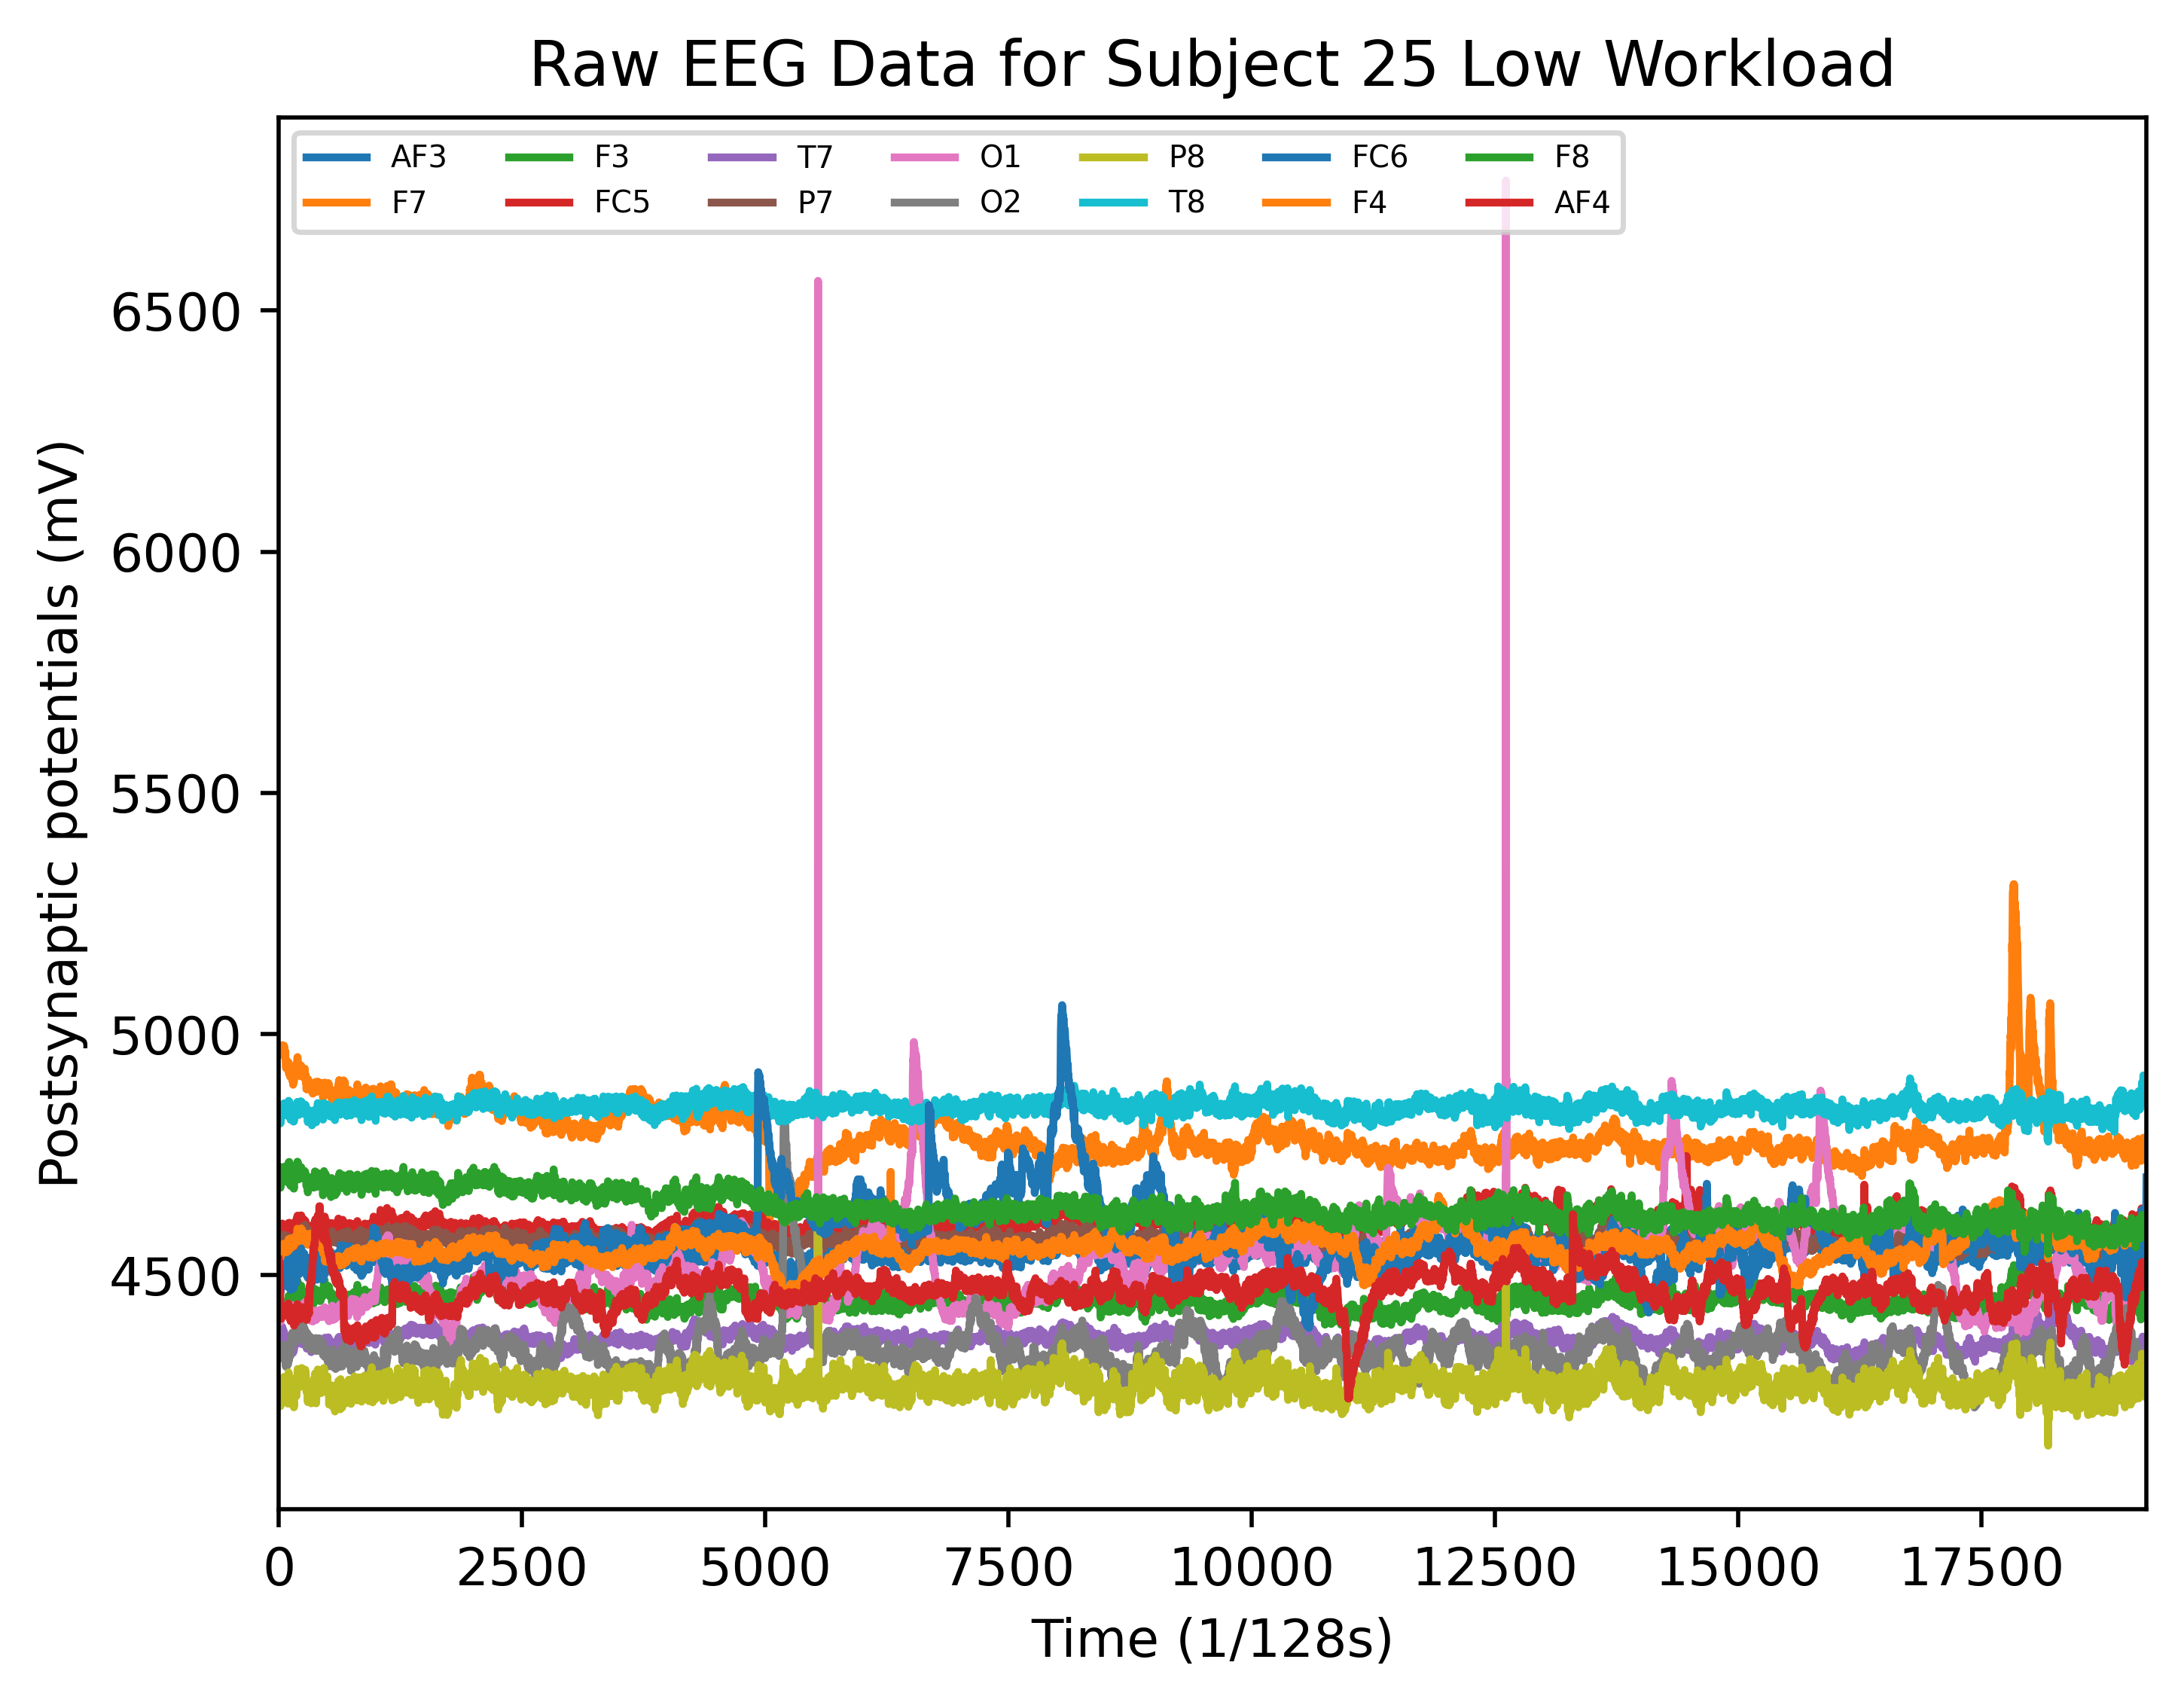 Raw EEG Data for Subject 25 Low Workload
AF3 F3 T7 O1 P8 FC6 F8
F7 FC5 P7 O2 T8 F4 AF4
6500
6000
5500
5000
4500
Postsynaptic potentials (mV)
0 2500 5000 7500 10000 12500 15000 17500
Time (1/128s)